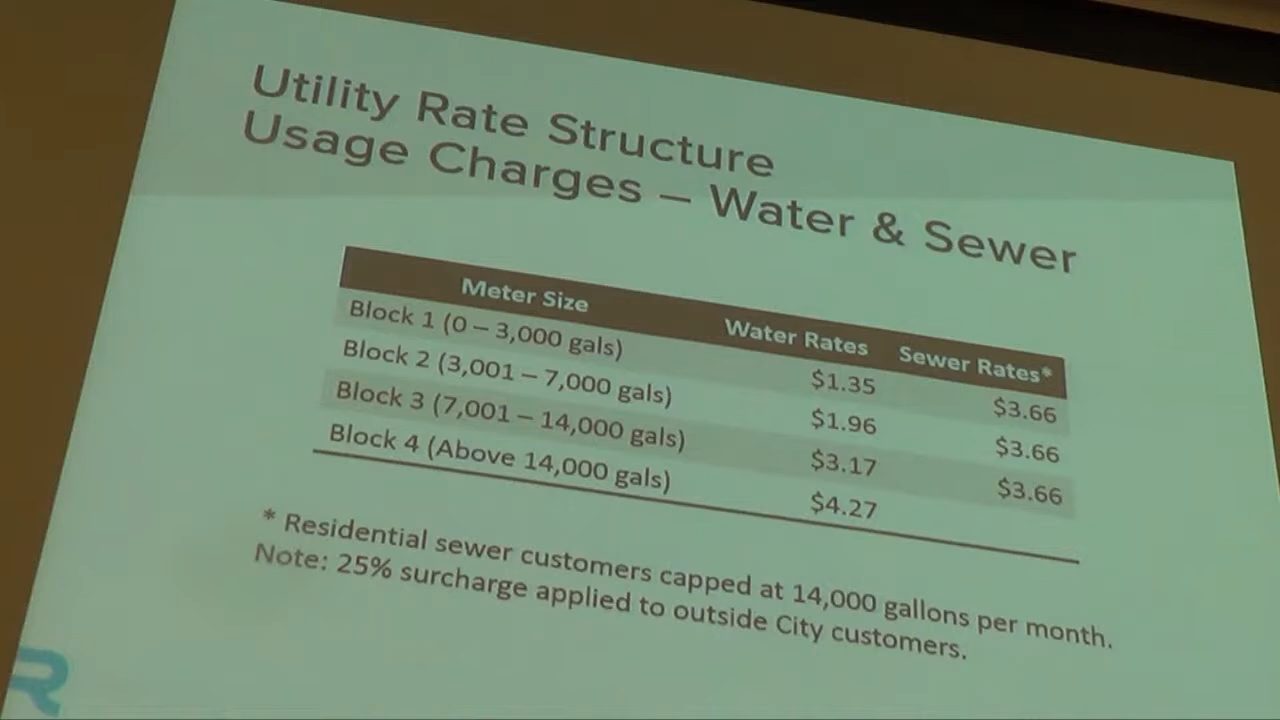 Utility Rate Structure
Usage Charges – Water & Sewer
Meter Size Water Rates Sewer Rates*
Block 1 (0 – 3,000 gals) $1.35 $3.66
Block 2 (3,001 – 7,000 gals) $1.96 $3.66
Block 3 (7,001 – 14,000 gals) $3.17 $3.66
Block 4 (Above 14,000 gals) $4.27
* Residential sewer customers capped at 14,000 gallons per month.
Note: 25% surcharge applied to outside City customers.
R